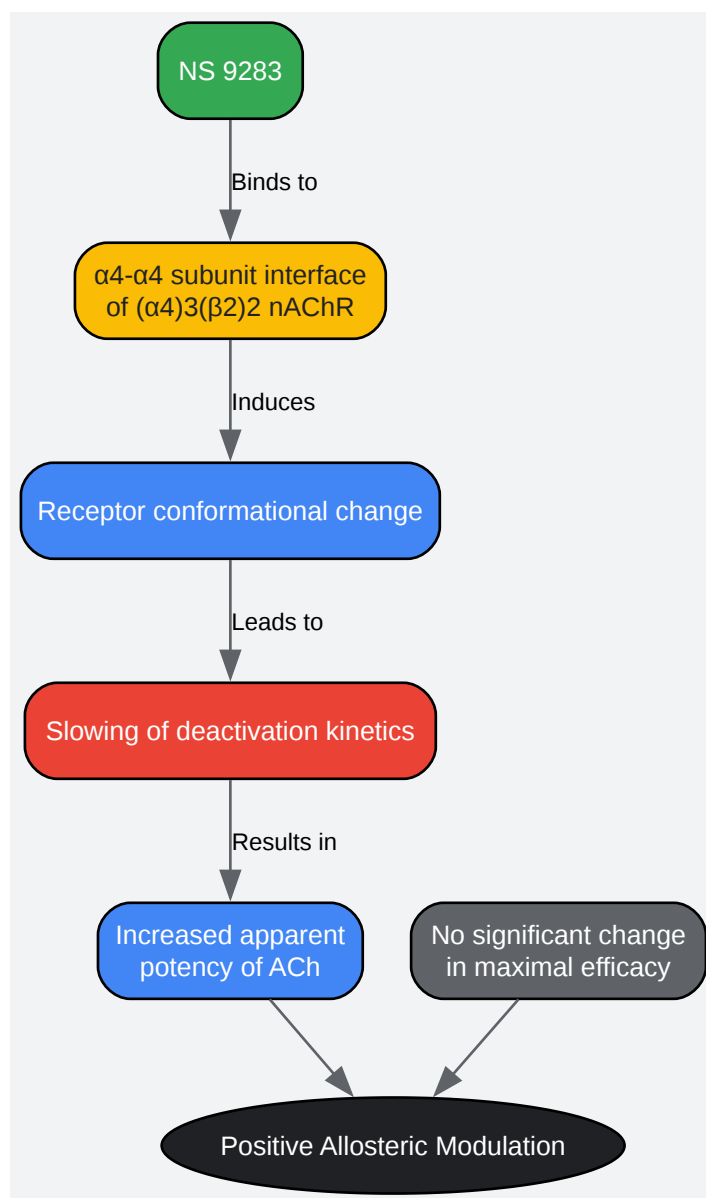 NS 9283
Binds to
α4-α4 subunit interface
of (α4)3(β2)2 nAChR
Induces
Receptor conformational change
Leads to
Slowing of deactivation kinetics
Results in
Increased apparent
potency of ACh
No significant change
in maximal efficacy
Positive Allosteric Modulation